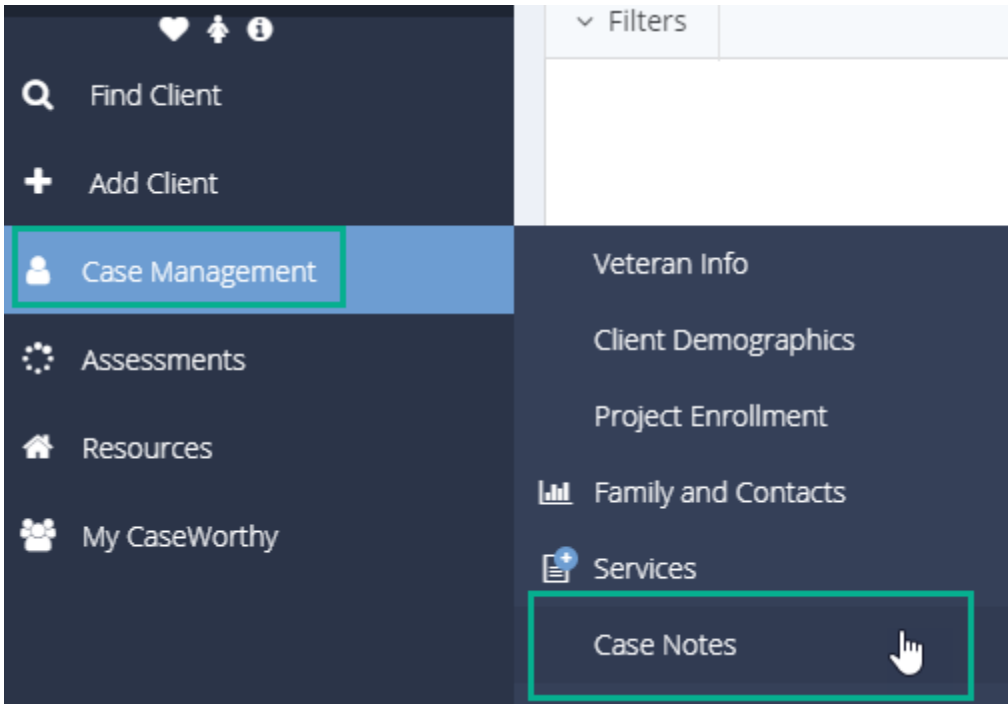 Filters
Find Client
Add Client
Case Management
Assessments
Resources
My CaseWorthy
Veteran Info
Client Demographics
Project Enrollment
Family and Contacts
Services
Case Notes